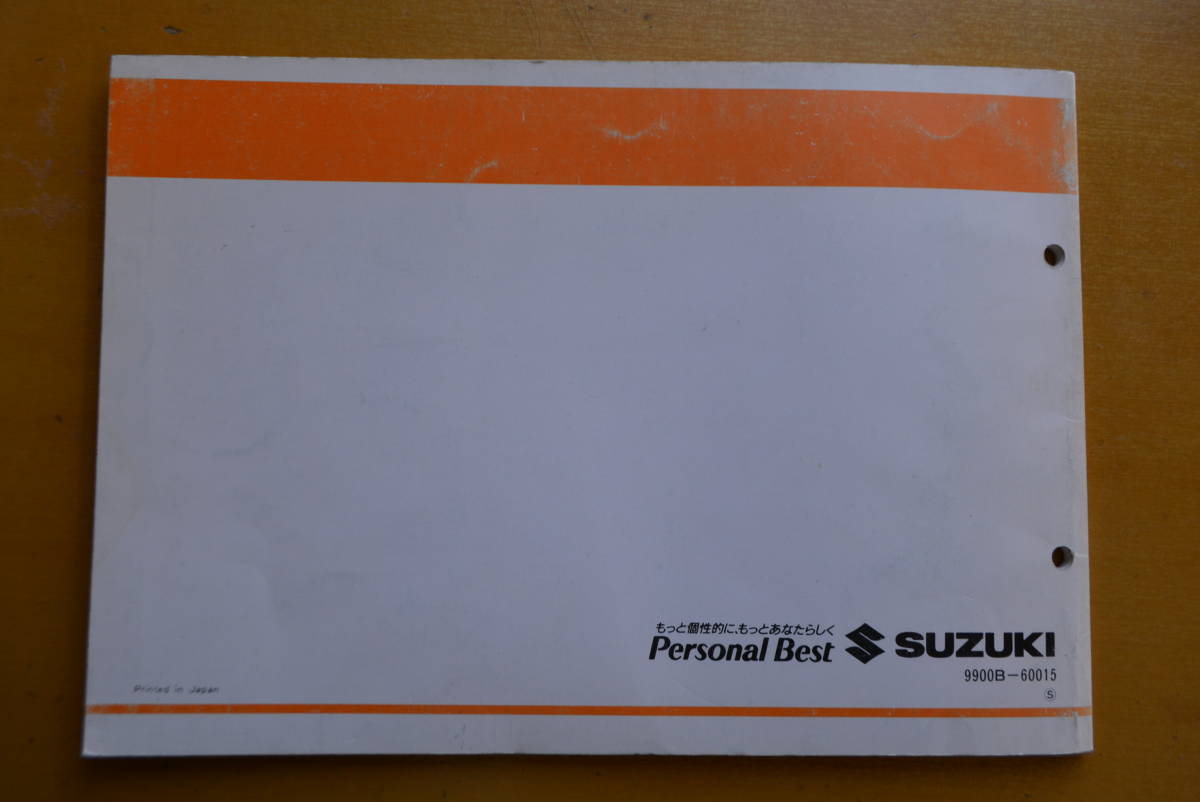 もっと個性的に、もっとあなたらしく
Personal Best SUZUKI
9900B-60015
Ⓢ
Printed in Japan